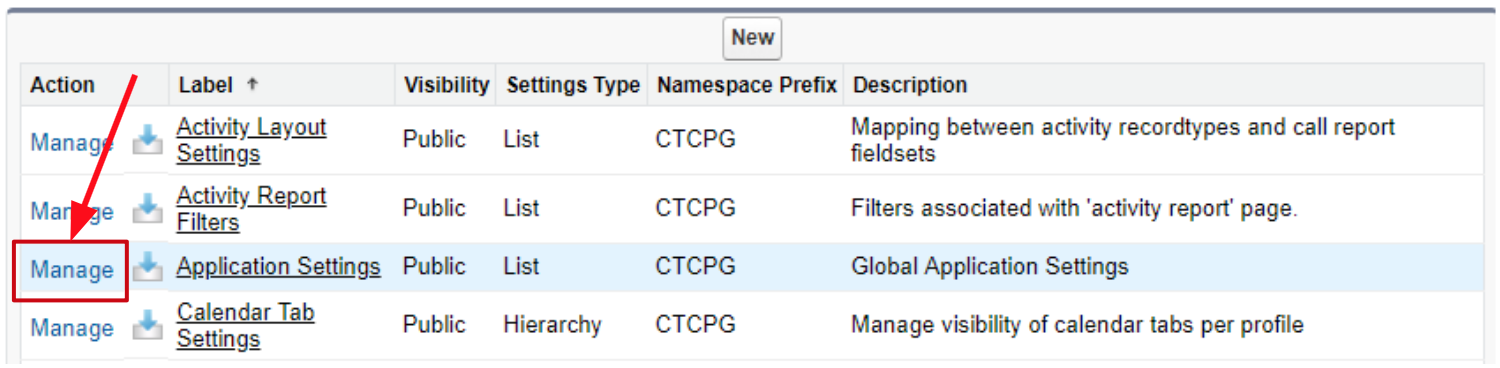 New
Action Label ↑ Visibility Settings Type Namespace Prefix Description
Manage Activity Layout Settings Public List CTCPG Mapping between activity recordtypes and call report fieldsets
Manage Activity Report Filters Public List CTCPG Filters associated with 'activity report' page.
Manage Application Settings Public List CTCPG Global Application Settings
Manage Calendar Tab Settings Public Hierarchy CTCPG Manage visibility of calendar tabs per profile